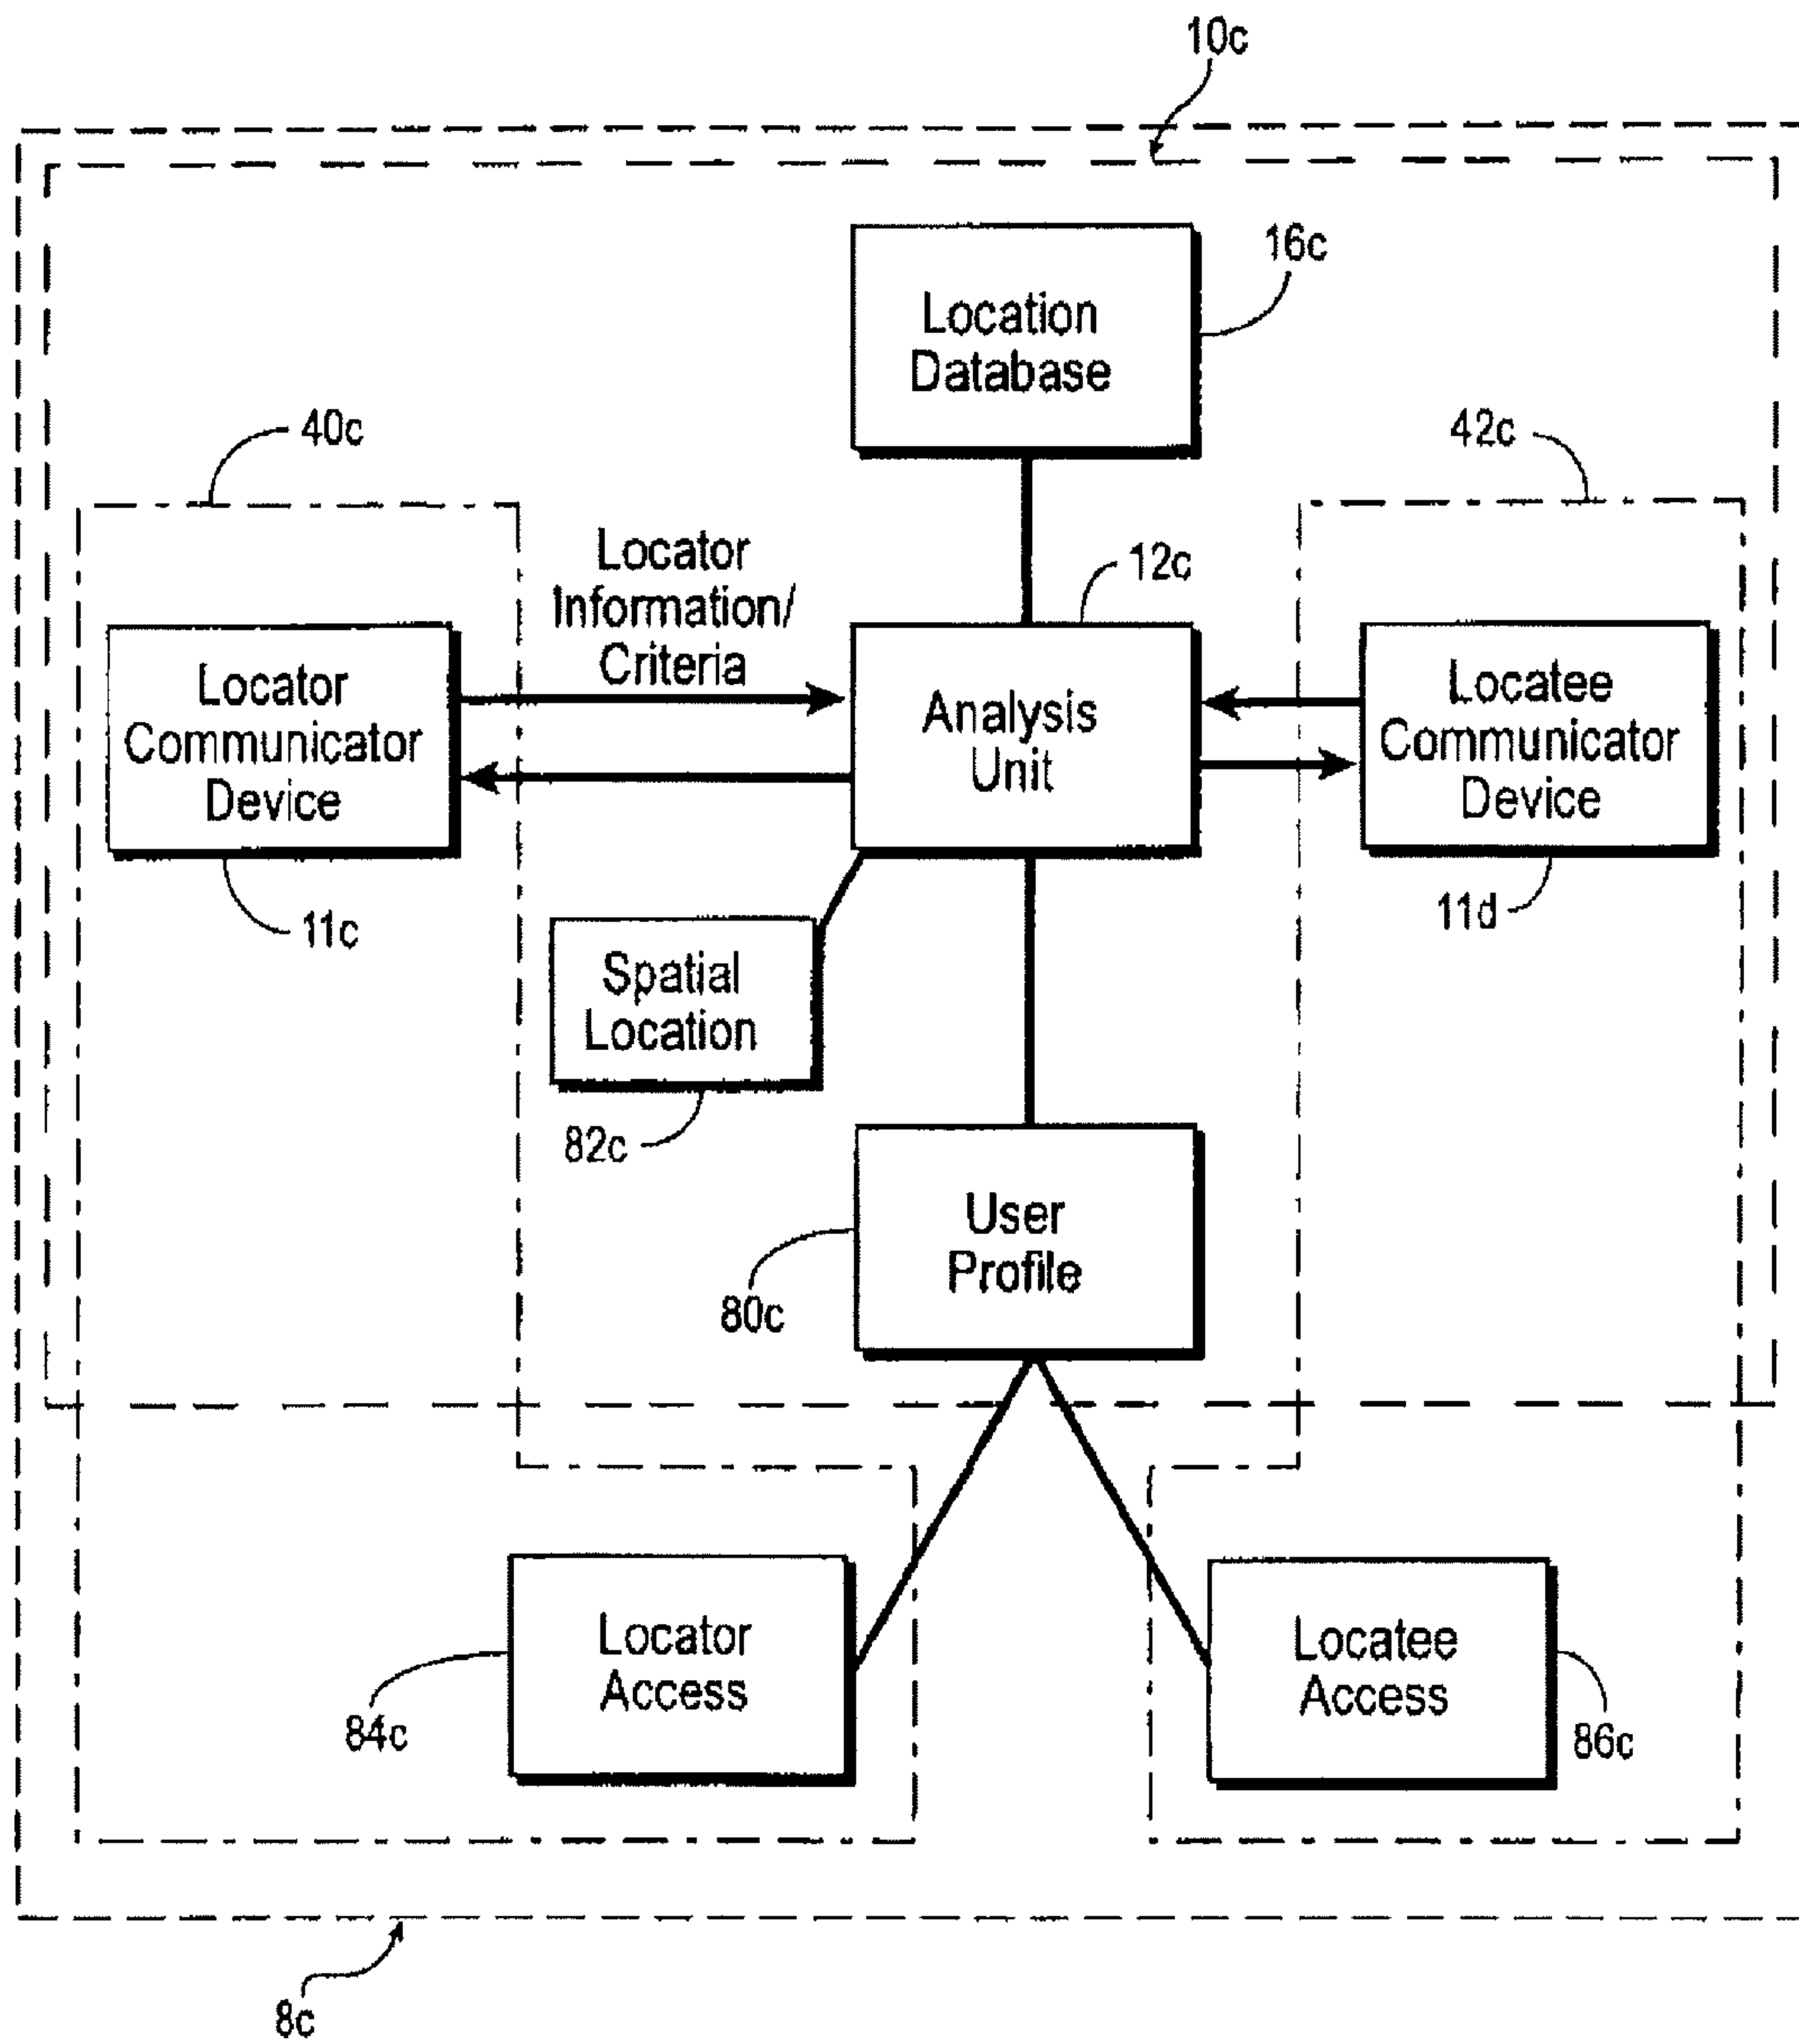 10c
16c
Location
Database
40c
42c
Locator
Information/
Criteria
12c
Locator
Communicator
Device
Analysis
Unit
Locatee
Communicator
Device
11c
11d
Spatial
Location
82c
User
Profile
80c
Locator
Access
84c
Locatee
Access
86c
8c